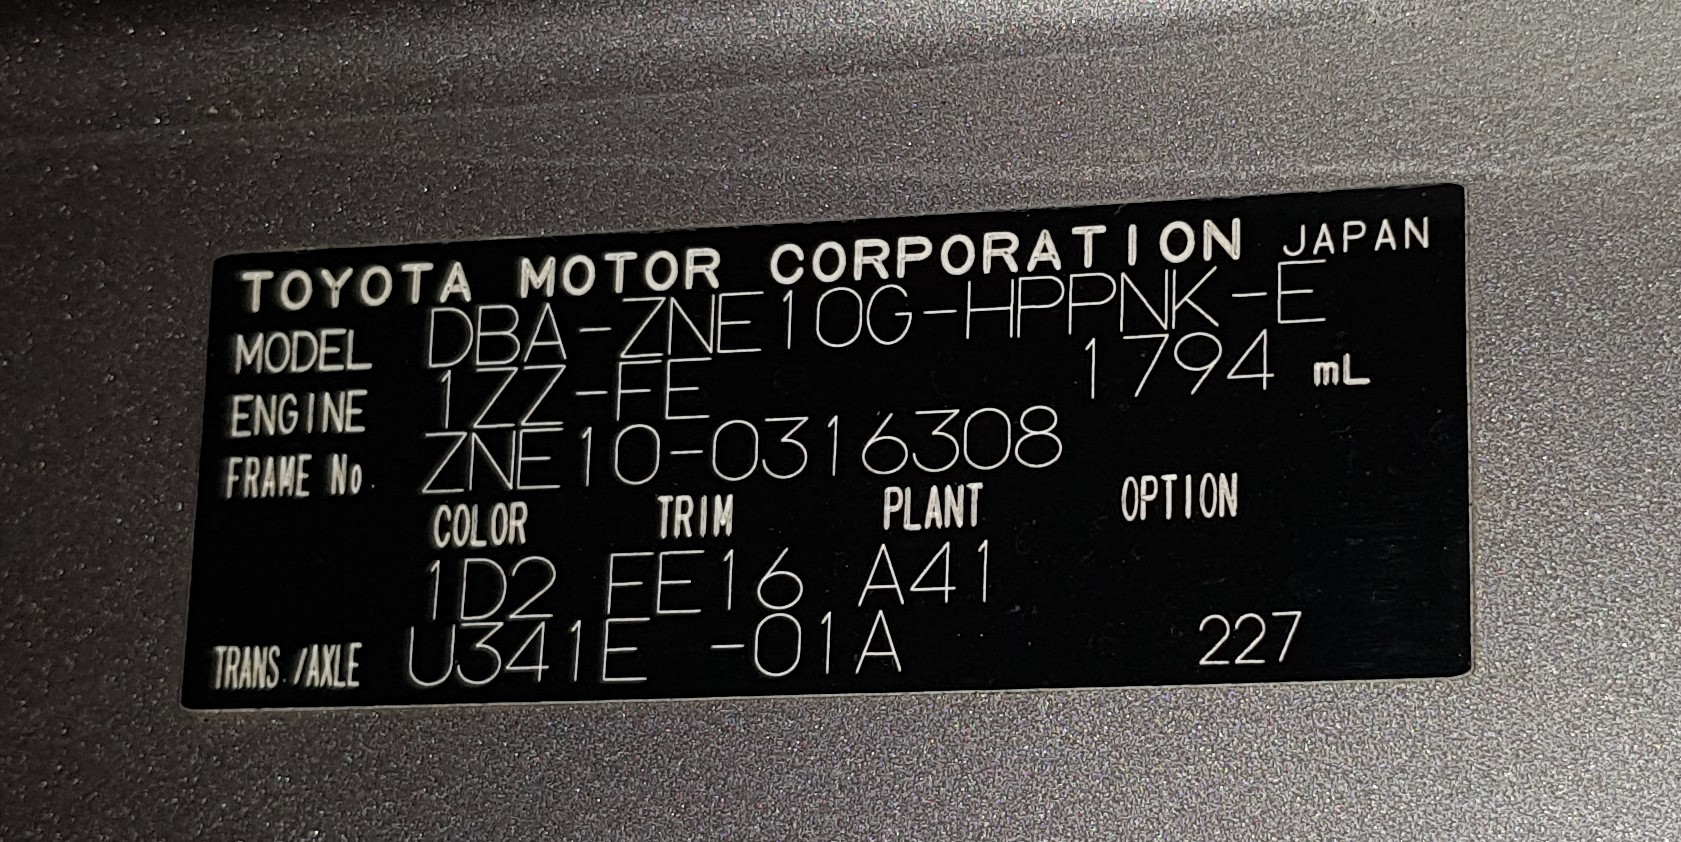 TOYOTA MOTOR CORPORATION JAPAN
MODEL DBA-ZNE10G-HPPNK-E
ENGINE 1ZZ-FE 1794 mL
FRAME No. ZNE10-0316308
COLOR TRIM PLANT OPTION
1D2 FE16 A41
TRANS./AXLE U341E -01A 227